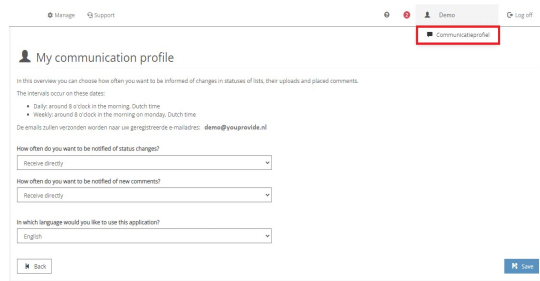 Manage Support 2 Demo Log off
Communicatieprofiel
My communication profile
In this overview you can choose how often you want to be informed of changes in statuses of lists, their uploads and placed comments.
The intervals occur on these dates:
Daily: around 8 o'clock in the morning, Dutch time
Weekly: around 8 o'clock in the morning on monday, Dutch time
De emails zullen verzonden worden naar uw geregistreerde e-mailadres: demo@youprovide.nl
How often do you want to be notified of status changes?
Receive directly
How often do you want to be notified of new comments?
Receive directly
In which language would you like to use this application?
English
Back Save